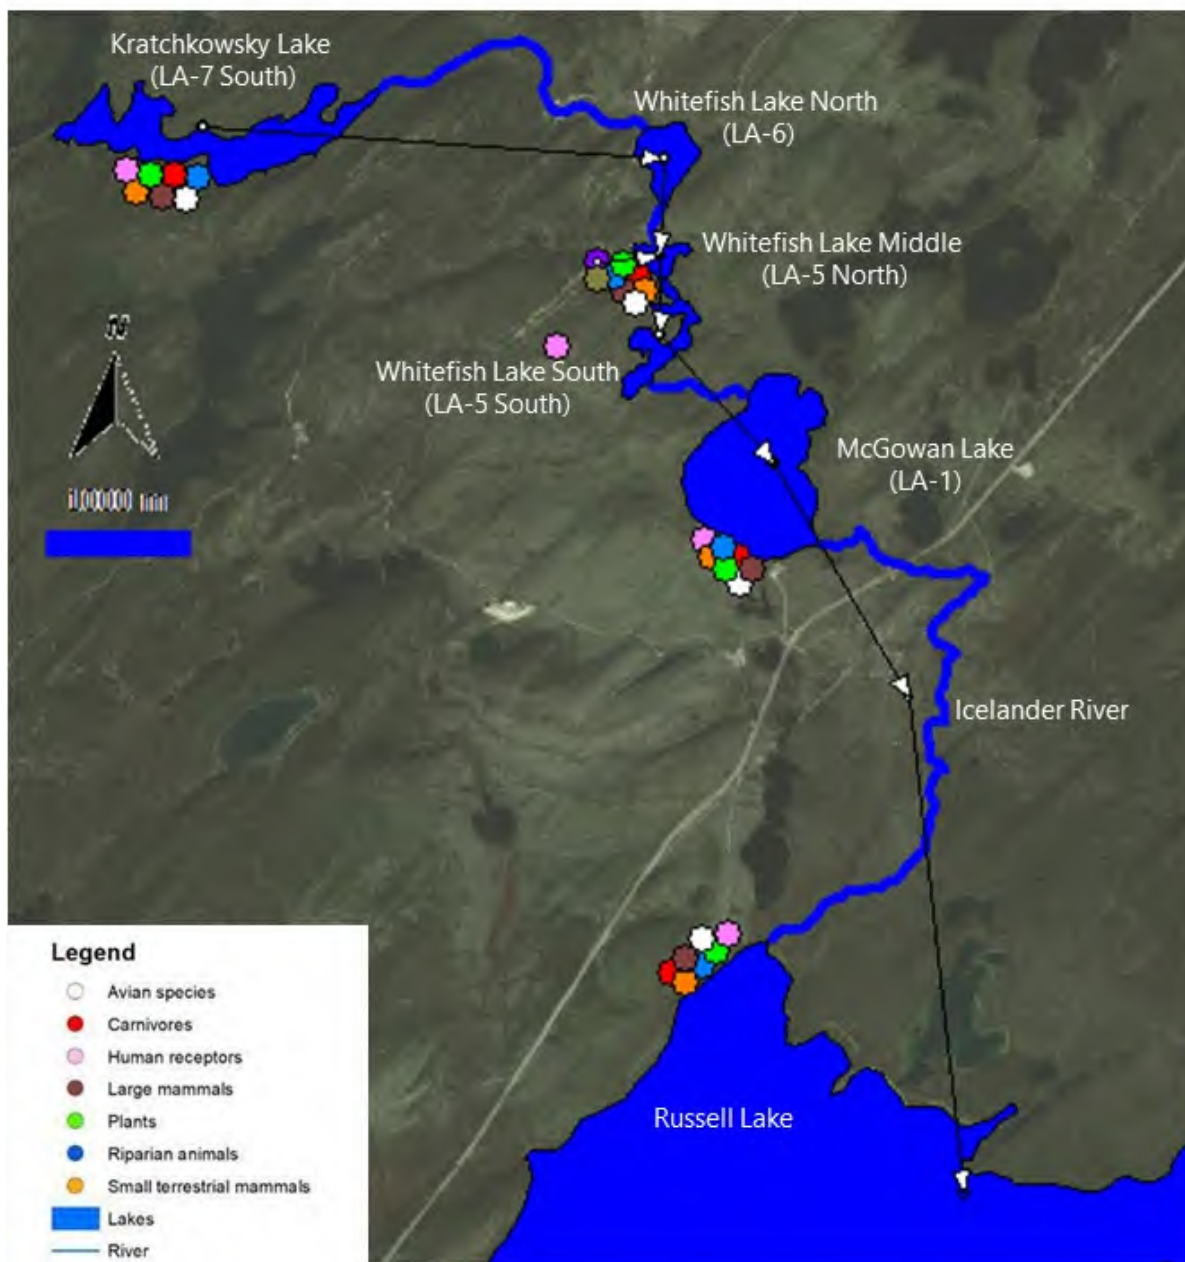 Kratchkowsky Lake
(LA-7 South)
Whitefish Lake North
(LA-6)
Whitefish Lake Middle
(LA-5 North)
Whitefish Lake South
(LA-5 South)
N
McGowan Lake
(LA-1)
Icelander River
Russell Lake
Legend
Avian species
Carnivores
Human receptors
Large mammals
Plants
Riparian animals
Small terrestrial mammals
Lakes
River